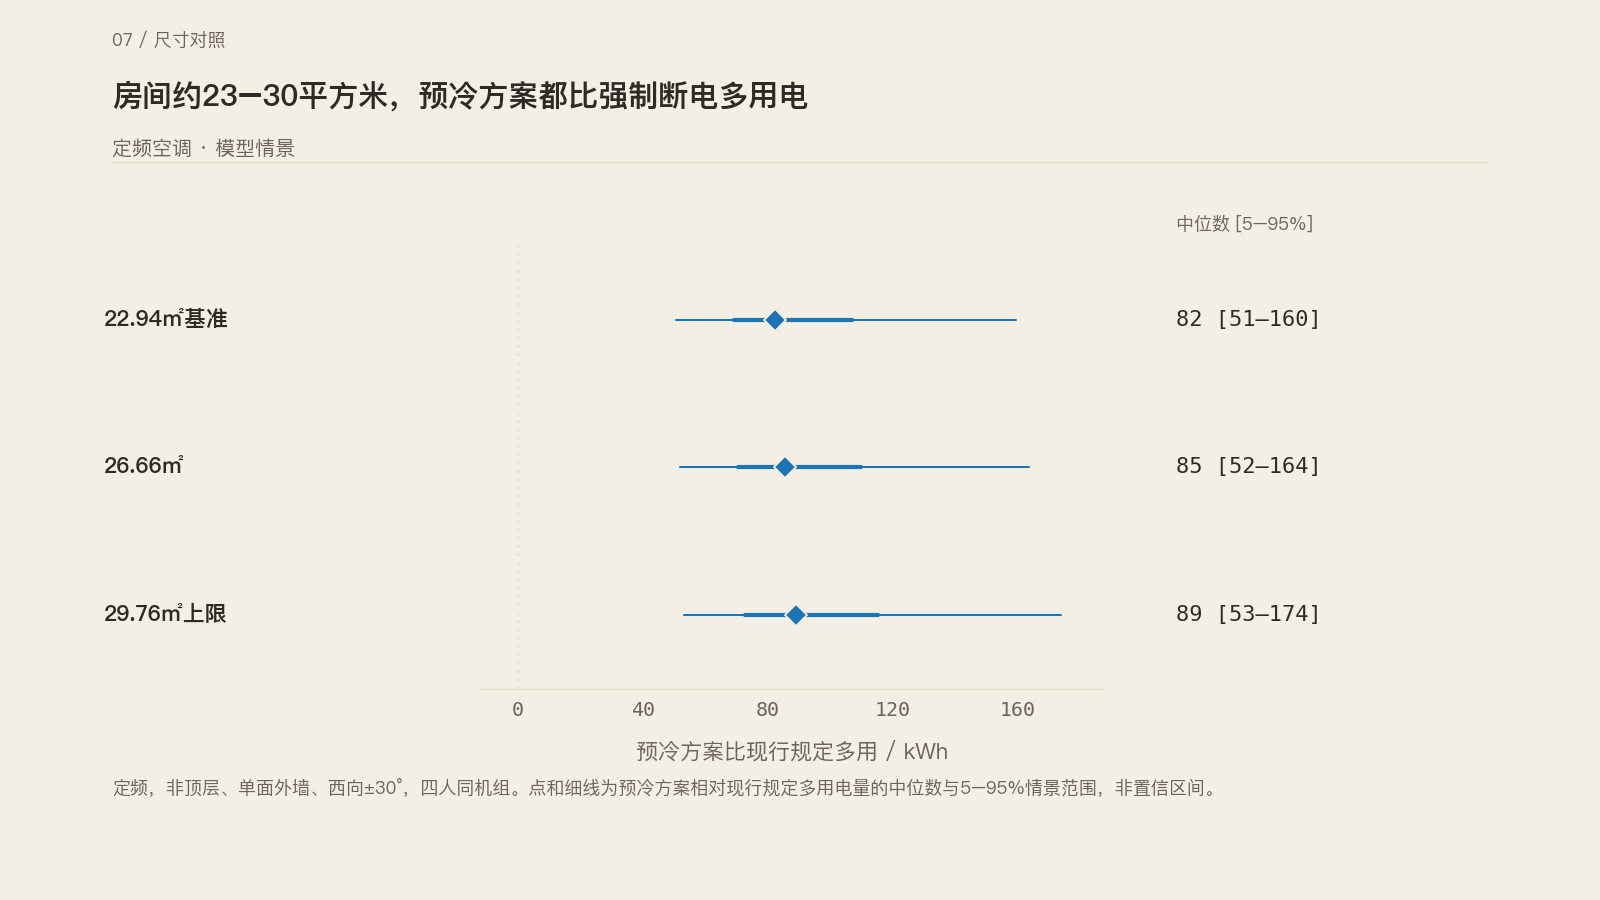 07 / 尺寸对照
房间约23—30平方米，预冷方案都比强制断电多用电
定频空调 · 模型情景
中位数 [5—95%]
22.94㎡基准
82 [51—160]
26.66㎡
85 [52—164]
29.76㎡上限
89 [53—174]
0 40 80 120 160
预冷方案比现行规定多用 / kWh
定频，非顶层、单面外墙、西向±30°，四人同机组。点和细线为预冷方案相对现行规定多用电量的中位数与5—95%情景范围，非置信区间。